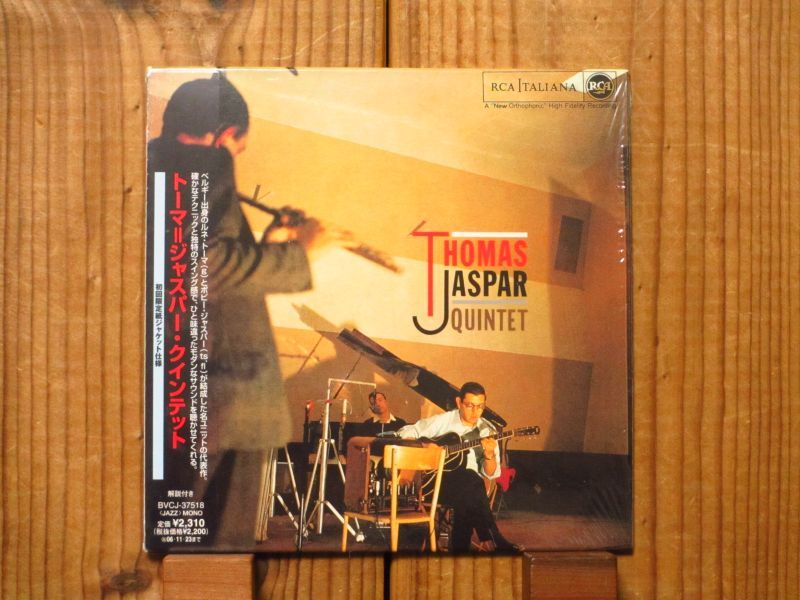 RCA ITALIANA
RCA
A "New Orthophonic" High Fidelity Recording
THOMAS
JASPAR
QUINTET
ベルギー出身のルネ・トーマ(g)とボビー・ジャスパー(ts,fl)が結成した名ユニットの代表作。
確かなテクニックと独特のスイング感で、ひと味違ったモダンなサウンドを聴かせてくれる。
トーマ=ジャスパー・クインテット
初回限定紙ジャケット仕様
解説付き
BVCJ-37518
〈JAZZ〉MONO
定価¥2,310
(税抜価格¥2,200)
06・11・23まで